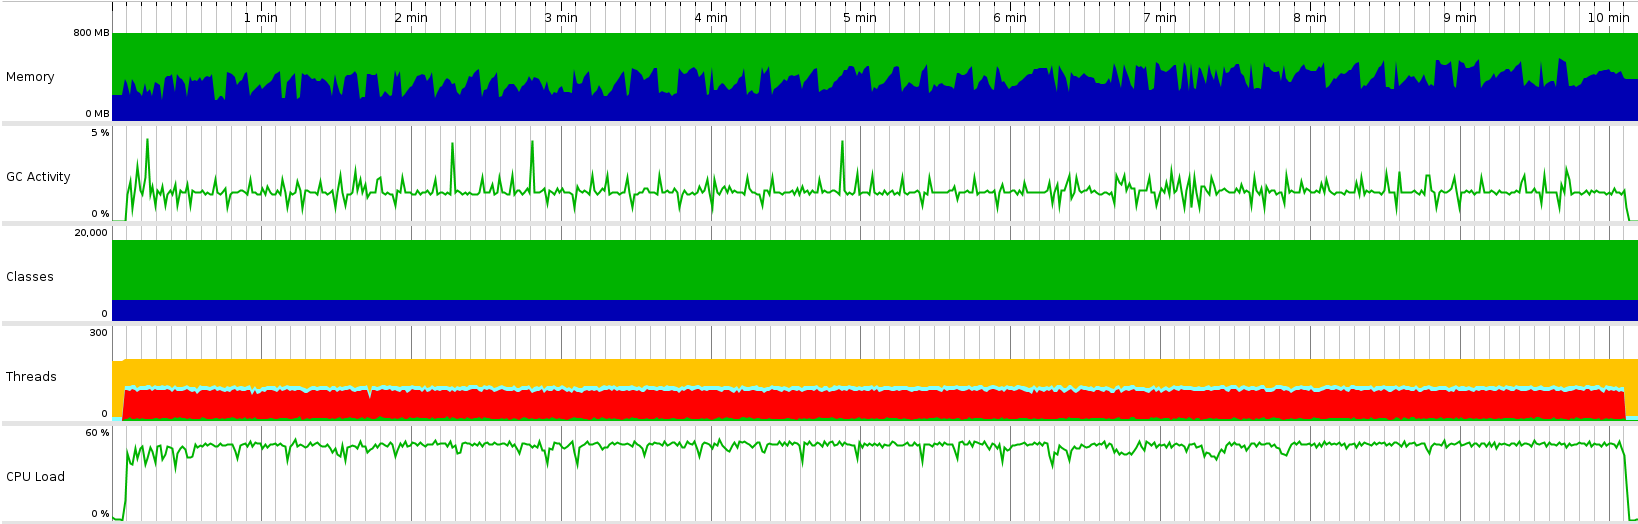 1 min 2 min 3 min 4 min 5 min 6 min 7 min 8 min 9 min 10 min
800 MB
Memory
0 MB
5 %
GC Activity
0 %
20,000
Classes
0
300
Threads
0
60 %
CPU Load
0 %